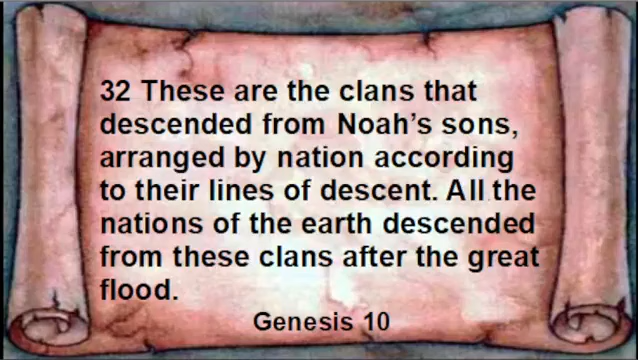 32 These are the clans that
descended from Noah’s sons,
arranged by nation according
to their lines of descent. All the
nations of the earth descended
from these clans after the great
flood.
Genesis 10